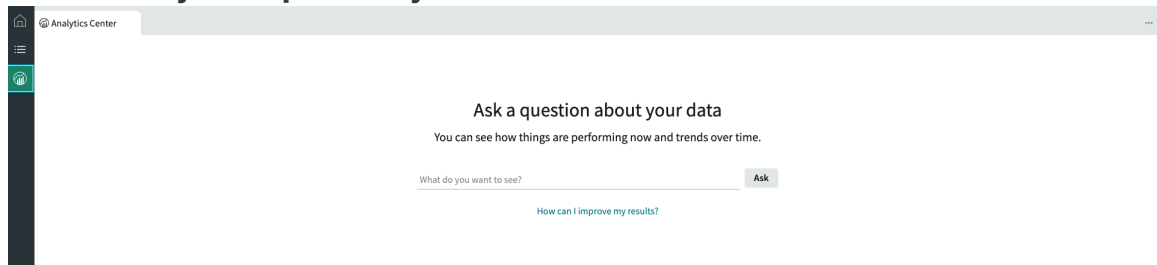 Analytics Center
...
Ask a question about your data
You can see how things are performing now and trends over time.
What do you want to see?
Ask
How can I improve my results?